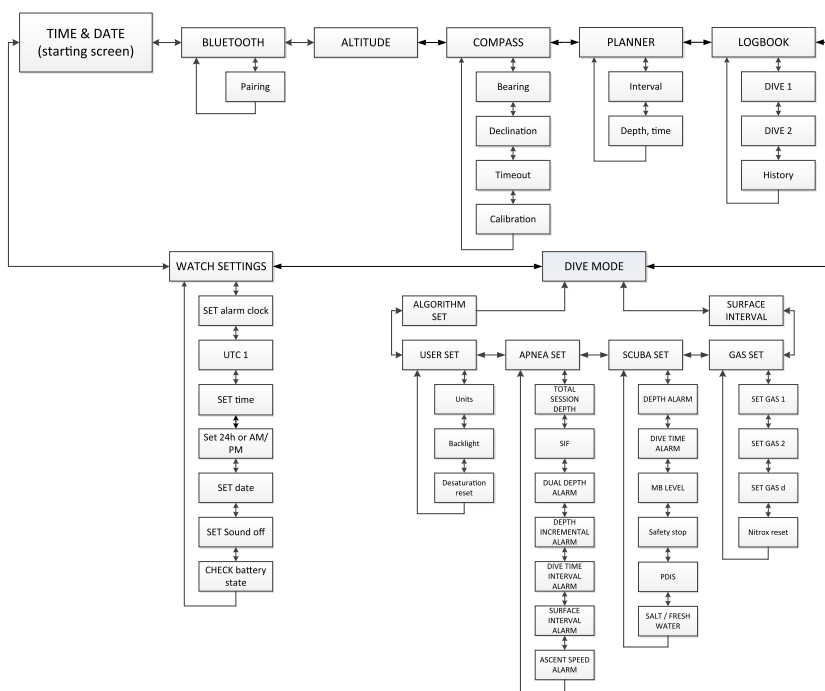 TIME & DATE
(starting screen)
BLUETOOTH
ALTITUDE
COMPASS
PLANNER
LOGBOOK
Pairing
Bearing
Declination
Timeout
Calibration
Interval
Depth, time
DIVE 1
DIVE 2
History
WATCH SETTINGS
DIVE MODE
SET alarm clock
UTC 1
SET time
Set 24h or AM/
PM
SET date
SET Sound off
CHECK battery
state
ALGORITHM
SET
SURFACE
INTERVAL
USER SET
APNEA SET
SCUBA SET
GAS SET
Units
Backlight
Desaturation
reset
TOTAL
SESSION
DEPTH
SIF
DUAL DEPTH
ALARM
DEPTH
INCREMENTAL
ALARM
DIVE TIME
INTERVAL
ALARM
SURFACE
INTERVAL
ALARM
ASCENT SPEED
ALARM
DEPTH ALARM
DIVE TIME
ALARM
MB LEVEL
Safety stop
PDIS
SALT / FRESH
WATER
SET GAS 1
SET GAS 2
SET GAS d
Nitrox reset